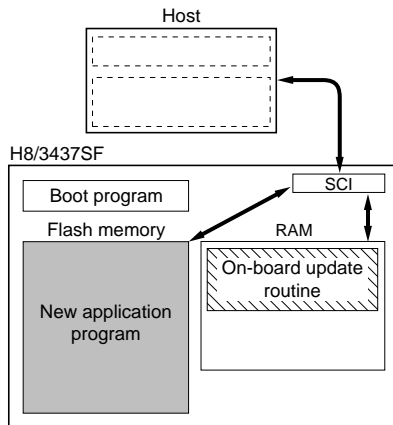 Host
H8/3437SF
SCI
Boot program
Flash memory
RAM
On-board update
routine
New application
program